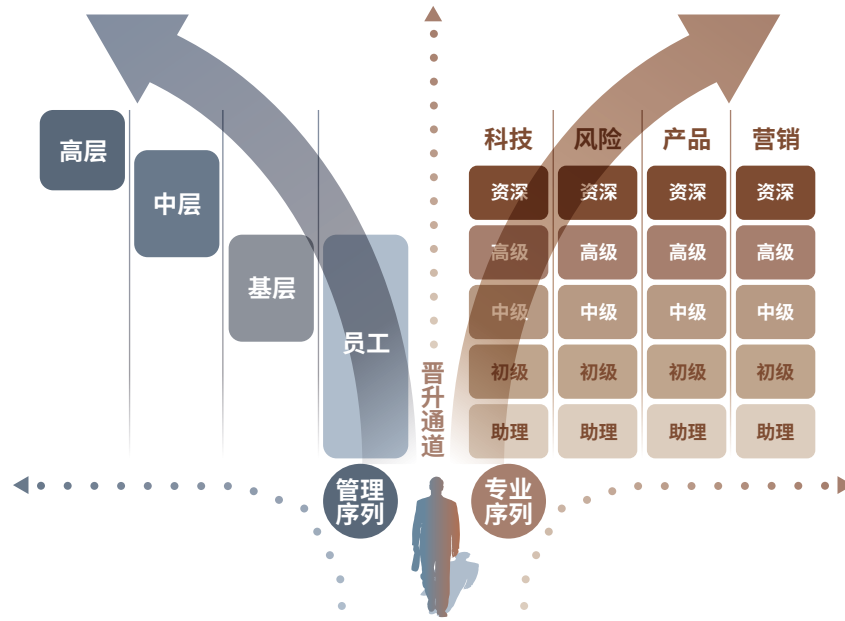 高层
中层
基层
员工
晋升通道
科技 风险 产品 营销
资深 资深 资深 资深
高级 高级 高级 高级
中级 中级 中级 中级
初级 初级 初级 初级
助理 助理 助理 助理
管理
序列
专业
序列